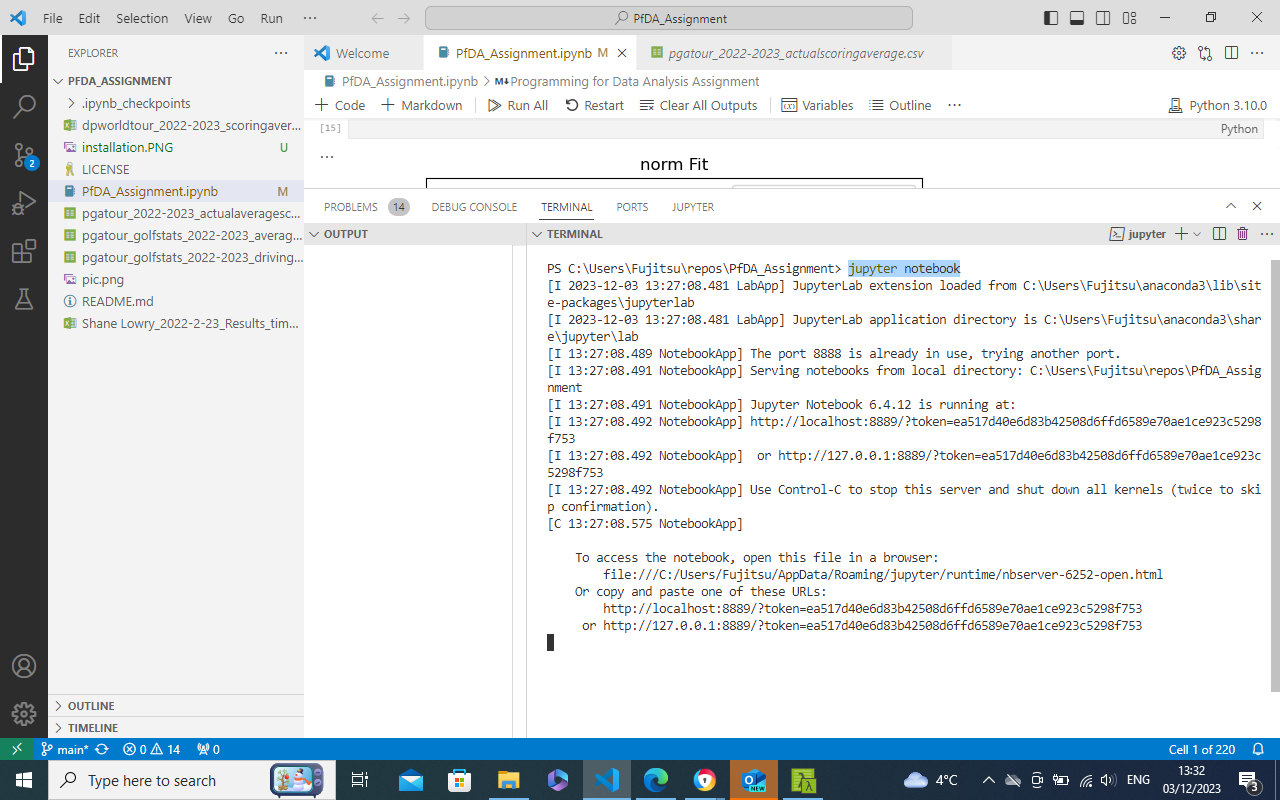 File Edit Selection View Go Run ··· PfDA_Assignment
EXPLORER ···
PFDA_ASSIGNMENT
.ipynb_checkpoints
dpworldtour_2022-2023_scoringaver...
installation.PNG U
LICENSE
PfDA_Assignment.ipynb M
pgatour_2022-2023_actualaveragesc...
pgatour_golfstats_2022-2023_averag...
pgatour_golfstats_2022-2023_driving...
pic.png
README.md
Shane Lowry_2022-2-23_Results_tim...
OUTLINE
TIMELINE
2
Welcome PfDA_Assignment.ipynb M pgatour_2022-2023_actualscoringaverage.csv
PfDA_Assignment.ipynb > M↓Programming for Data Analysis Assignment
Code Markdown Run All Restart Clear All Outputs Variables Outline ··· Python 3.10.0
[15] Python
···
norm Fit
PROBLEMS 14 DEBUG CONSOLE TERMINAL PORTS JUPYTER
OUTPUT
TERMINAL jupyter
PS C:\Users\Fujitsu\repos\PfDA_Assignment> jupyter notebook
[I 2023-12-03 13:27:08.481 LabApp] JupyterLab extension loaded from C:\Users\Fujitsu\anaconda3\lib\sit
e-packages\jupyterlab
[I 2023-12-03 13:27:08.481 LabApp] JupyterLab application directory is C:\Users\Fujitsu\anaconda3\shar
e\jupyter\lab
[I 13:27:08.489 NotebookApp] The port 8888 is already in use, trying another port.
[I 13:27:08.491 NotebookApp] Serving notebooks from local directory: C:\Users\Fujitsu\repos\PfDA_Assig
nment
[I 13:27:08.491 NotebookApp] Jupyter Notebook 6.4.12 is running at:
[I 13:27:08.492 NotebookApp] http://localhost:8889/?token=ea517d40e6d83b42508d6ffd6589e70ae1ce923c5298
f753
[I 13:27:08.492 NotebookApp]  or http://127.0.0.1:8889/?token=ea517d40e6d83b42508d6ffd6589e70ae1ce923c
5298f753
[I 13:27:08.492 NotebookApp] Use Control-C to stop this server and shut down all kernels (twice to ski
p confirmation).
[C 13:27:08.575 NotebookApp]
To access the notebook, open this file in a browser:
file:///C:/Users/Fujitsu/AppData/Roaming/jupyter/runtime/nbserver-6252-open.html
Or copy and paste one of these URLs:
http://localhost:8889/?token=ea517d40e6d83b42508d6ffd6589e70ae1ce923c5298f753
or http://127.0.0.1:8889/?token=ea517d40e6d83b42508d6ffd6589e70ae1ce923c5298f753
main* 0 14 0 Cell 1 of 220
Type here to search NEW 4°C ENG 13:32
03/12/2023 3